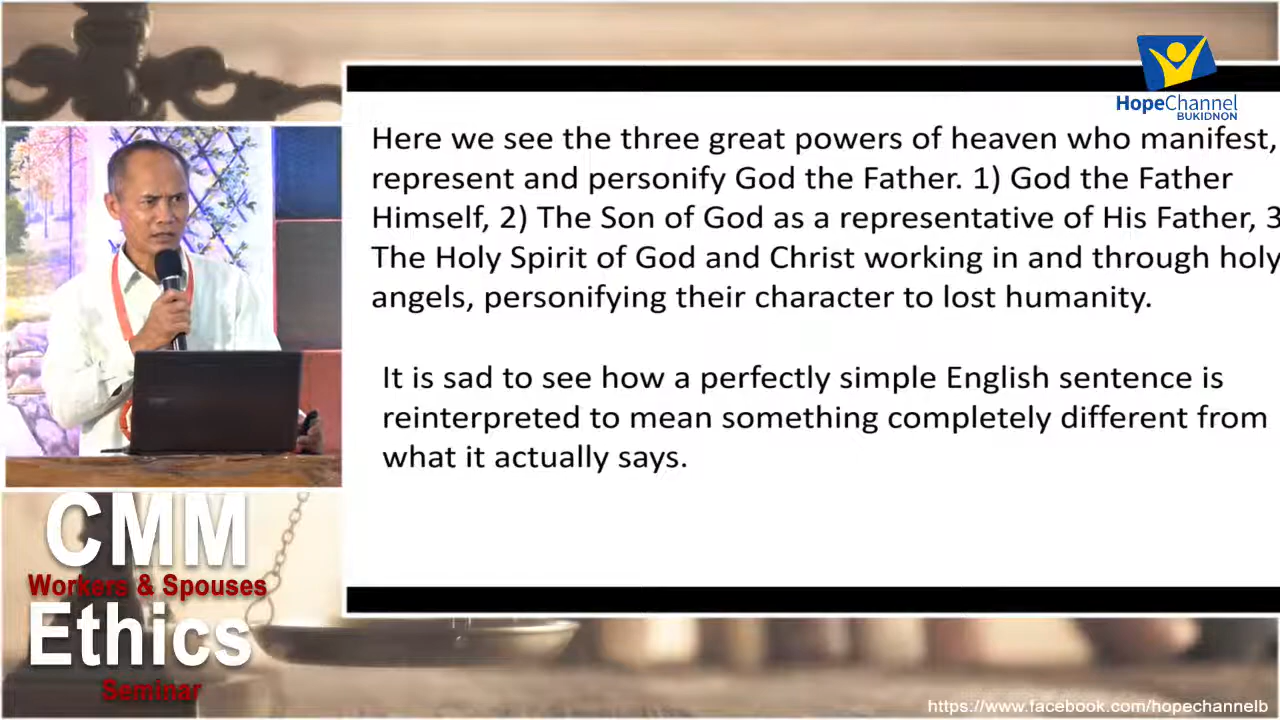 HopeChannel
BUKIDNON
Here we see the three great powers of heaven who manifest,
represent and personify God the Father. 1) God the Father
Himself, 2) The Son of God as a representative of His Father, 3
The Holy Spirit of God and Christ working in and through holy
angels, personifying their character to lost humanity.
It is sad to see how a perfectly simple English sentence is
reinterpreted to mean something completely different from
what it actually says.
CMM
Workers & Spouses
Ethics
Seminar
https://www.facebook.com/hopechannelb